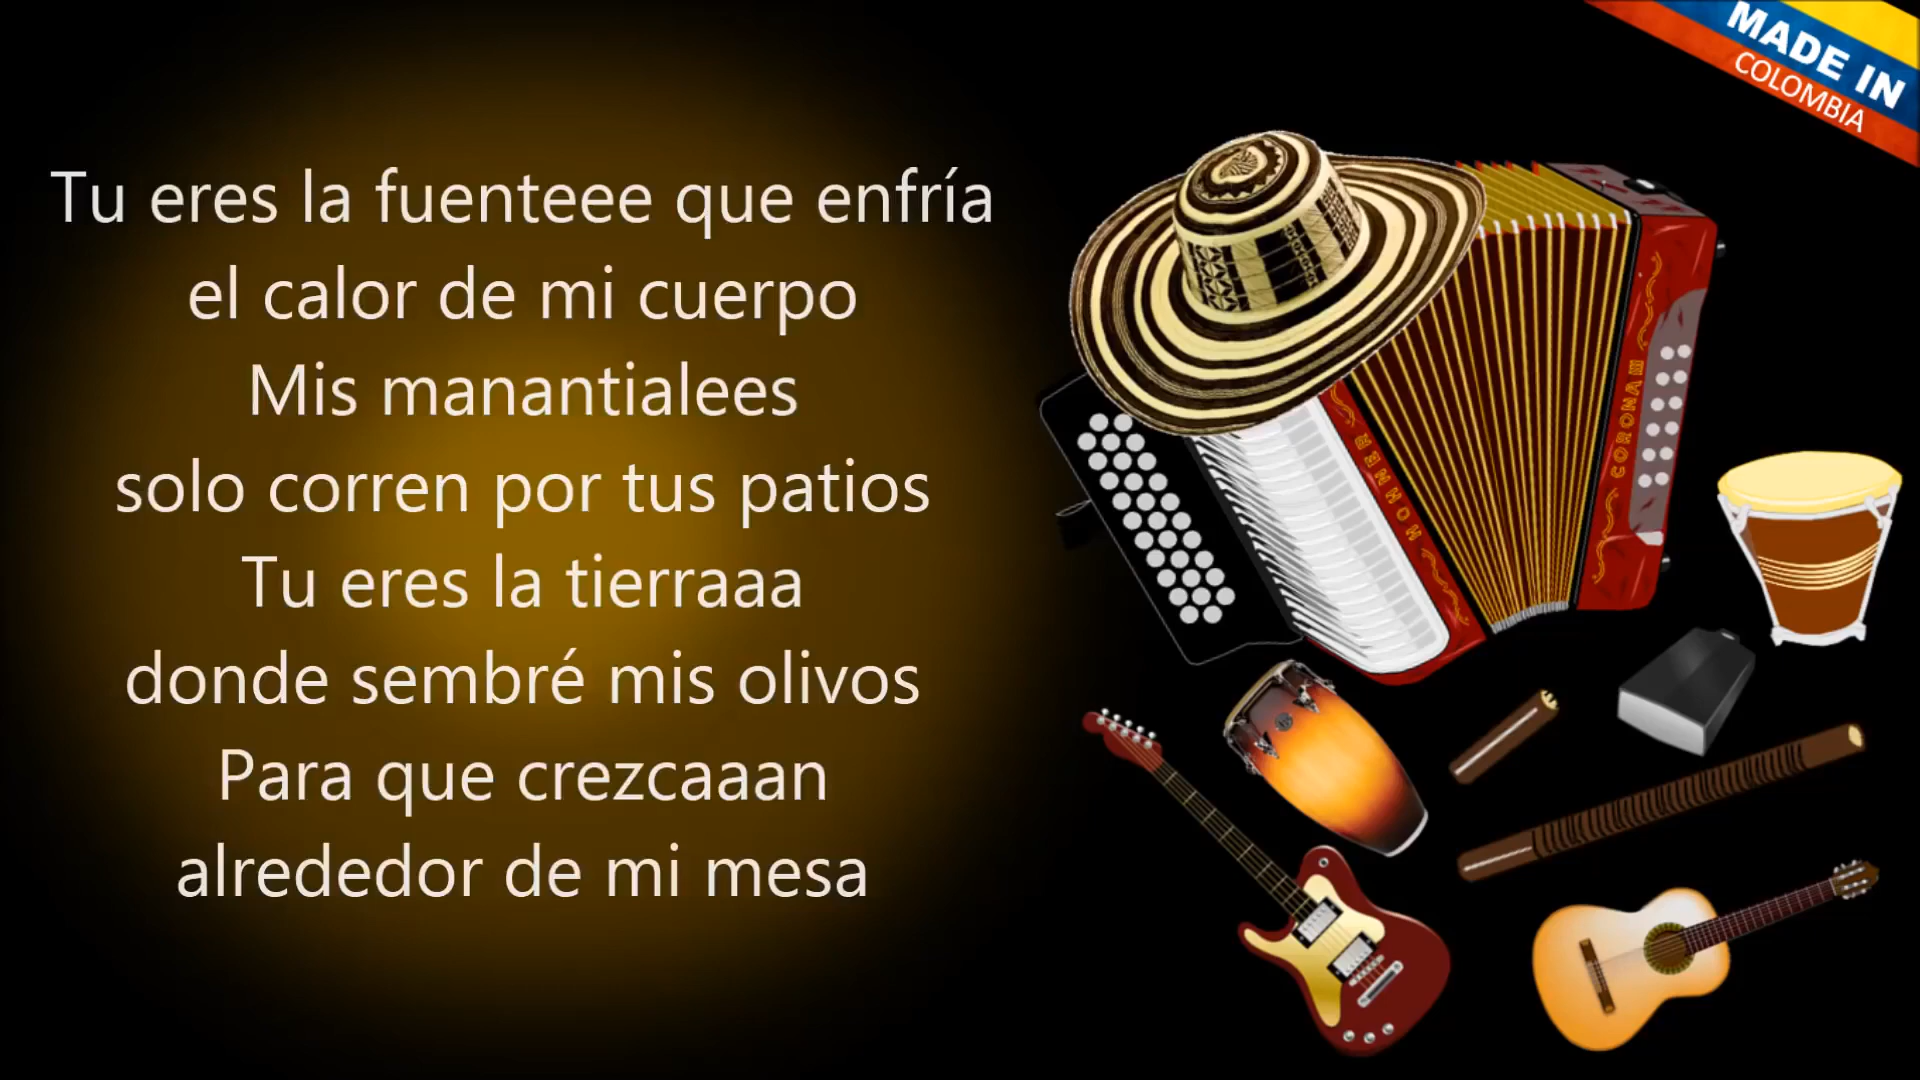 Tu eres la fuenteee que enfría
el calor de mi cuerpo
Mis manantialees
solo corren por tus patios
Tu eres la tierraaa
donde sembré mis olivos
Para que crezcaaan
alrededor de mi mesa
MADE IN
COLOMBIA
HOHNER
CORONA III